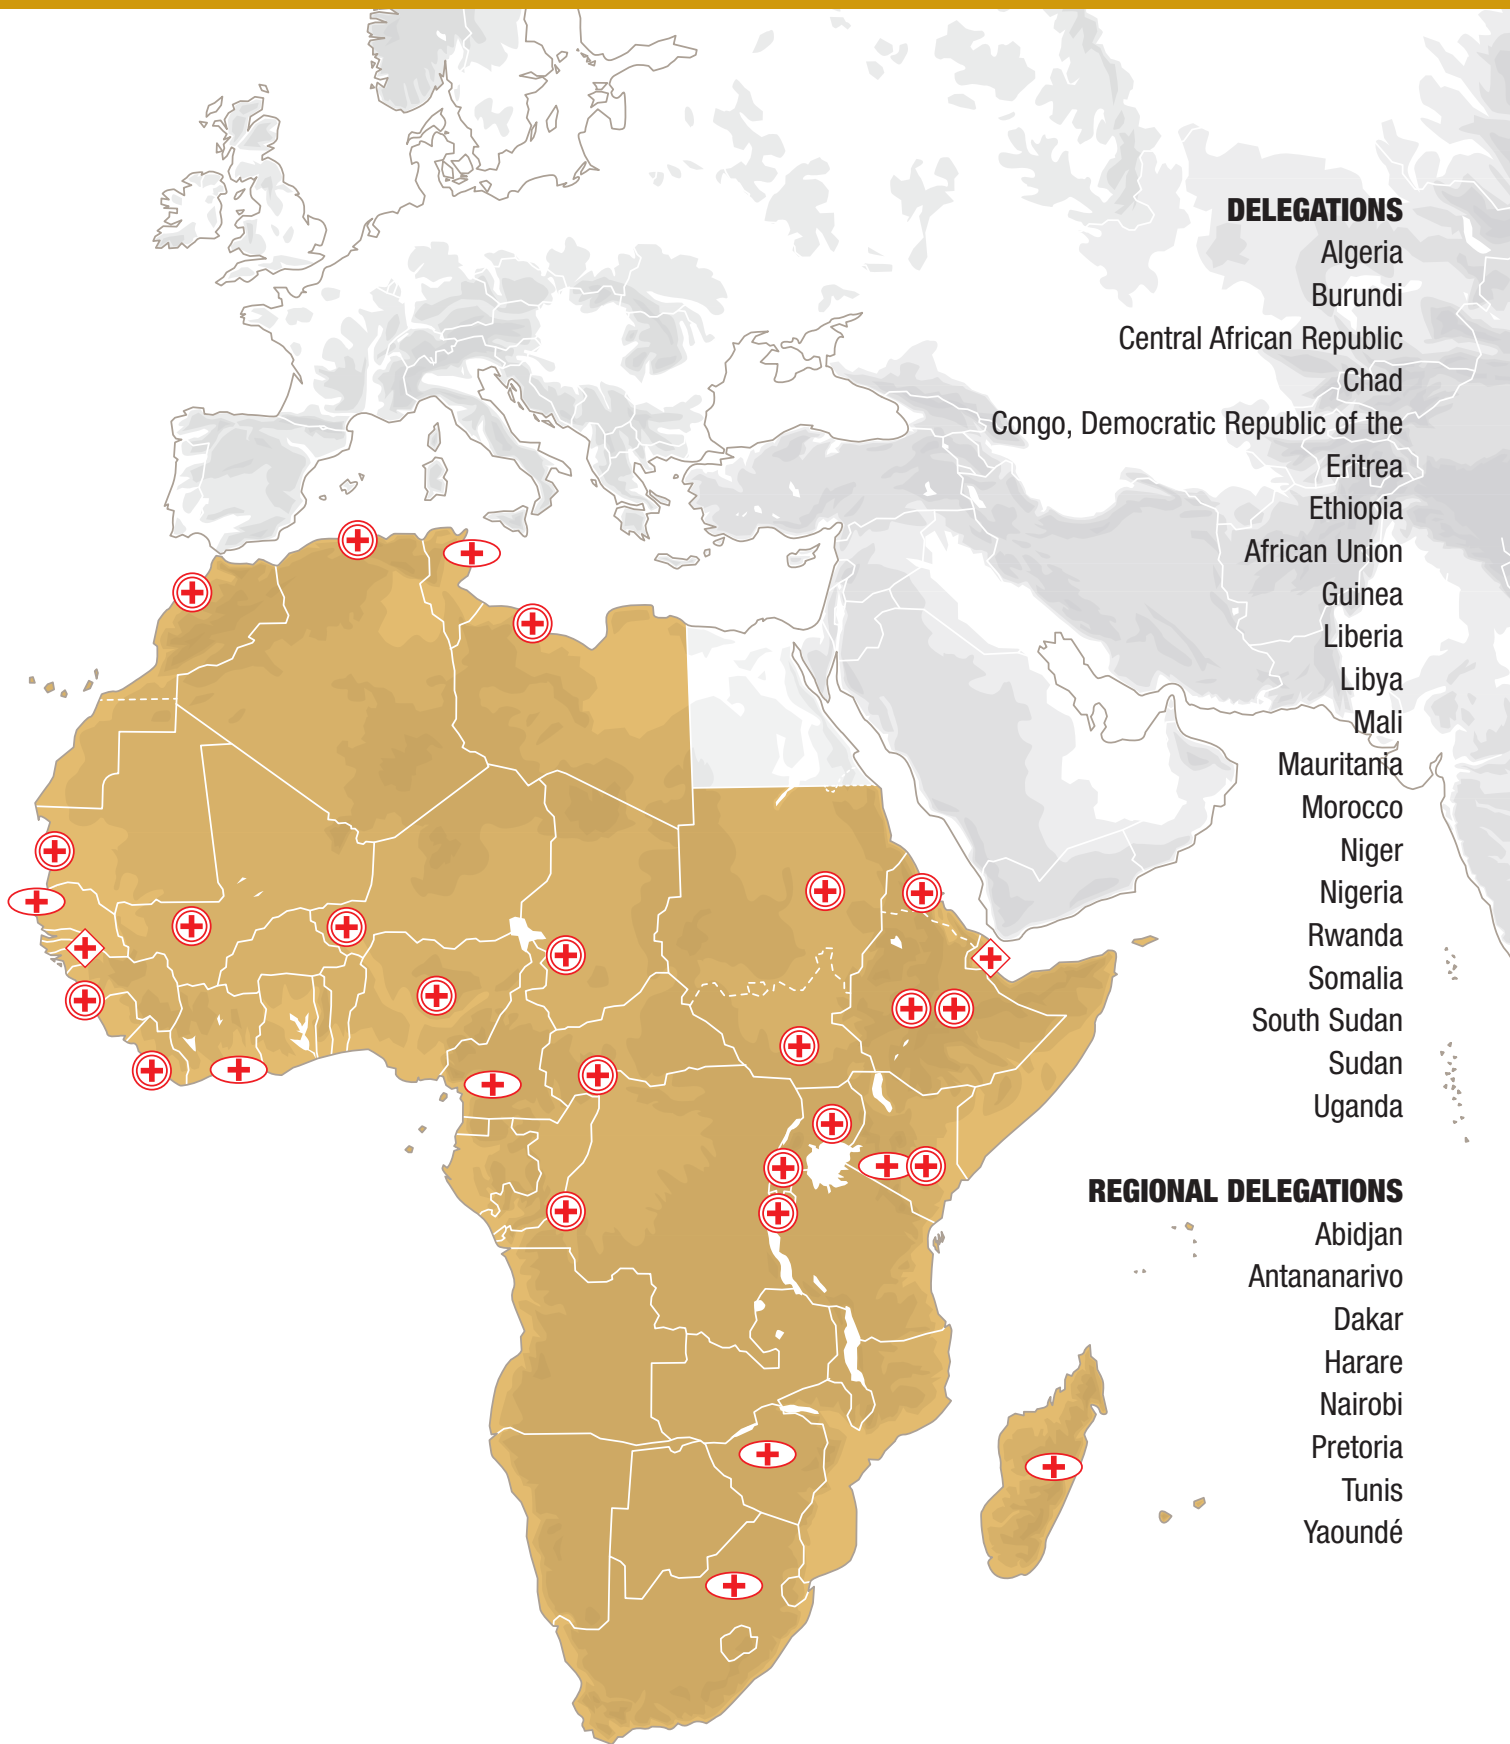 DELEGATIONS
Algeria
Burundi
Central African Republic
Chad
Congo, Democratic Republic of the
Eritrea
Ethiopia
African Union
Guinea
Liberia
Libya
Mali
Mauritania
Morocco
Niger
Nigeria
Rwanda
Somalia
South Sudan
Sudan
Uganda
REGIONAL DELEGATIONS
Abidjan
Antananarivo
Dakar
Harare
Nairobi
Pretoria
Tunis
Yaoundé